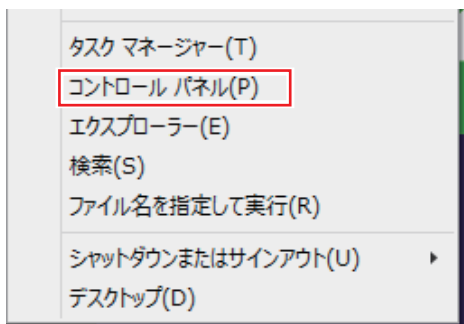 タスク マネージャー(T)
コントロール パネル(P)
エクスプローラー(E)
検索(S)
ファイル名を指定して実行(R)
シャットダウンまたはサインアウト(U)
デスクトップ(D)